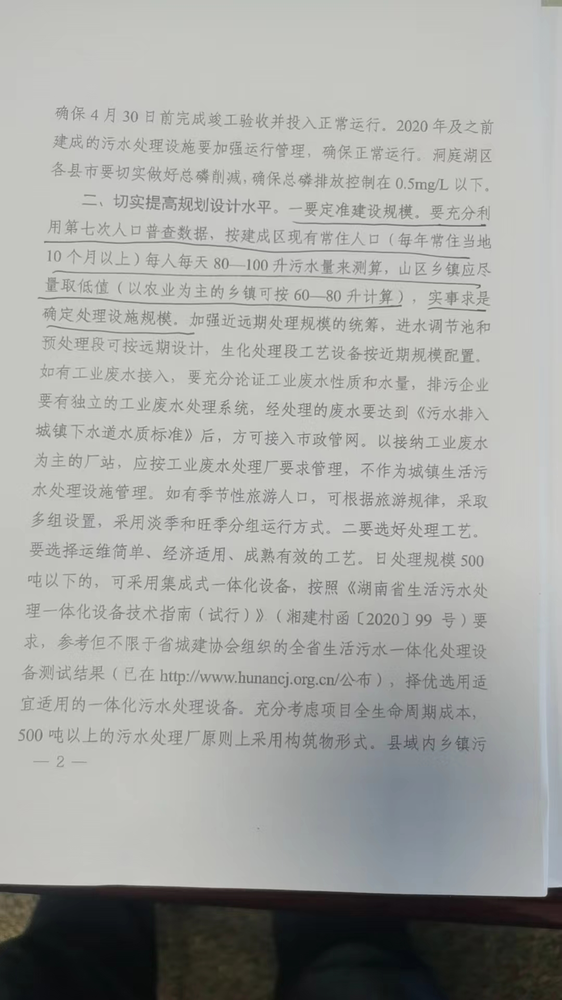 确保 4 月 30 日前完成竣工验收并投入正常运行。2020 年及之前
建成的污水处理设施要加强运行管理，确保正常运行。洞庭湖区
各县市要切实做好总磷削减,确保总磷排放控制在 0.5mg/L 以下。
二、切实提高规划设计水平。一要定准建设规模。要充分利
用第七次人口普查数据，按建成区现有常住人口（每年常住当地
10 个月以上）每人每天 80—100 升污水量来测算，山区乡镇应尽
量取低值（以农业为主的乡镇可按 60—80 升计算），实事求是
确定处理设施规模。加强近远期处理规模的统筹，进水调节池和
预处理段可按远期设计，生化处理段工艺设备按近期规模配置。
如有工业废水接入，要充分论证工业废水性质和水量，排污企业
要有独立的工业废水处理系统，经处理的废水要达到《污水排入
城镇下水道水质标准》后，方可接入市政管网。以接纳工业废水
为主的厂站，应按工业废水处理厂要求管理，不作为城镇生活污
水处理设施管理。如有季节性旅游人口，可根据旅游规律，采取
多组设置，采用淡季和旺季分组运行方式。二要选好处理工艺。
要选择运维简单、经济适用、成熟有效的工艺。日处理规模 500
吨以下的，可采用集成式一体化设备，按照《湖南省生活污水处
理一体化设备技术指南（试行）》（湘建村函〔2020〕99 号）要
求，参考但不限于省城建协会组织的全省生活污水一体化处理设
备测试结果（已在 http://www.hunancj.org.cn/公布），择优选用适
宜适用的一体化污水处理设备。充分考虑项目全生命周期成本，
500 吨以上的污水处理厂原则上采用构筑物形式。县域内乡镇污
— 2 —